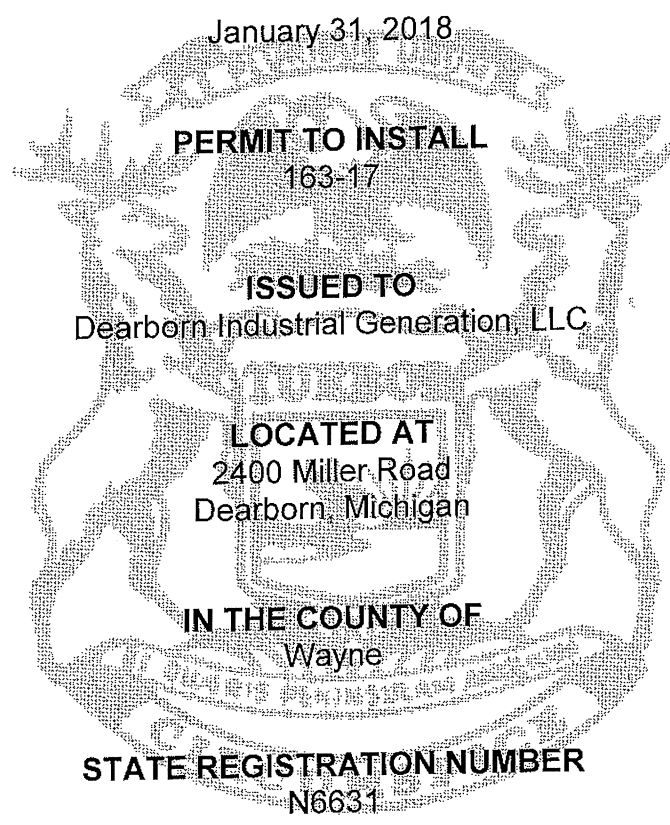 January 31, 2018
PERMIT TO INSTALL
163-17
ISSUED TO
Dearborn Industrial Generation, LLC
TUEBOR
LOCATED AT
2400 Miller Road
Dearborn, Michigan
IN THE COUNTY OF
Wayne
STATE REGISTRATION NUMBER
N6631